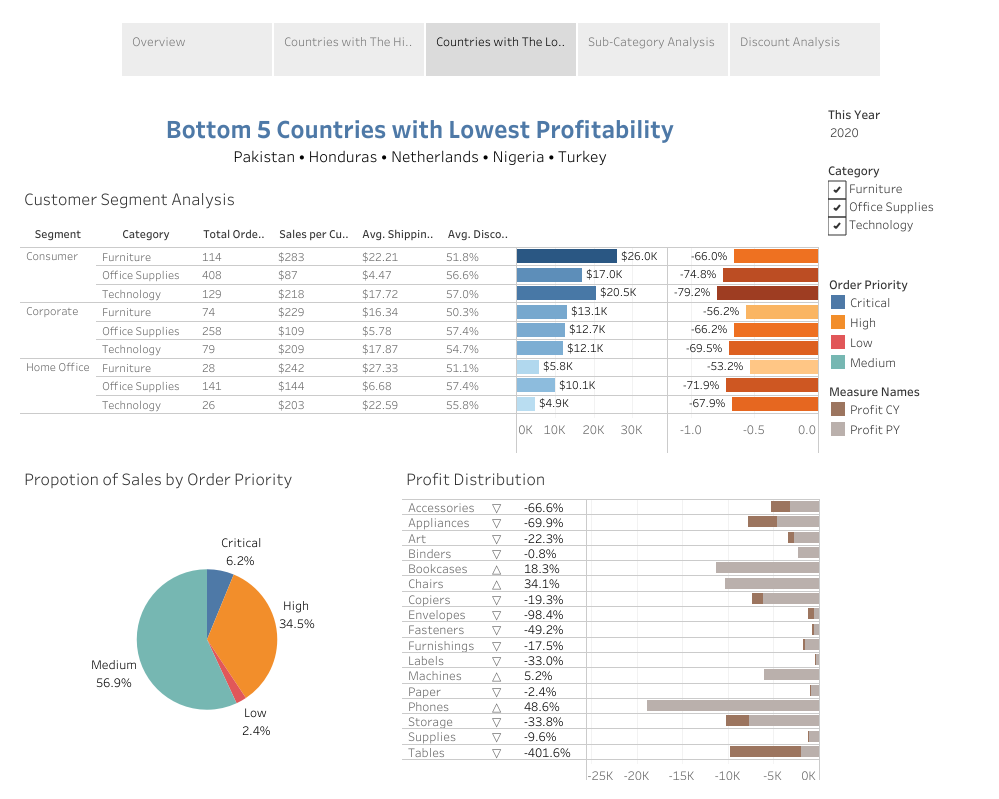 Overview
Countries with The Hi..
Countries with The Lo..
Sub-Category Analysis
Discount Analysis
Bottom 5 Countries with Lowest Profitability
Pakistan • Honduras • Netherlands • Nigeria • Turkey
This Year
2020
Category
Furniture
Office Supplies
Technology
Customer Segment Analysis
Segment Category Total Orde.. Sales per Cu.. Avg. Shippin.. Avg. Disco..
Consumer Furniture 114 $283 $22.21 51.8% $26.0K -66.0%
Office Supplies 408 $87 $4.47 56.6% $17.0K -74.8%
Technology 129 $218 $17.72 57.0% $20.5K -79.2%
Corporate Furniture 74 $229 $16.34 50.3% $13.1K -56.2%
Office Supplies 258 $109 $5.78 57.4% $12.7K -66.2%
Technology 79 $209 $17.87 54.7% $12.1K -69.5%
Home Office Furniture 28 $242 $27.33 51.1% $5.8K -53.2%
Office Supplies 141 $144 $6.68 57.4% $10.1K -71.9%
Technology 26 $203 $22.59 55.8% $4.9K -67.9%
0K 10K 20K 30K -1.0 -0.5 0.0
Order Priority
Critical
High
Low
Medium
Measure Names
Profit CY
Profit PY
Propotion of Sales by Order Priority
Critical
6.2%
High
34.5%
Medium
56.9%
Low
2.4%
Profit Distribution
Accessories ▽ -66.6%
Appliances ▽ -69.9%
Art ▽ -22.3%
Binders ▽ -0.8%
Bookcases △ 18.3%
Chairs △ 34.1%
Copiers ▽ -19.3%
Envelopes ▽ -98.4%
Fasteners ▽ -49.2%
Furnishings ▽ -17.5%
Labels ▽ -33.0%
Machines △ 5.2%
Paper ▽ -2.4%
Phones △ 48.6%
Storage ▽ -33.8%
Supplies ▽ -9.6%
Tables ▽ -401.6%
-25K -20K -15K -10K -5K 0K